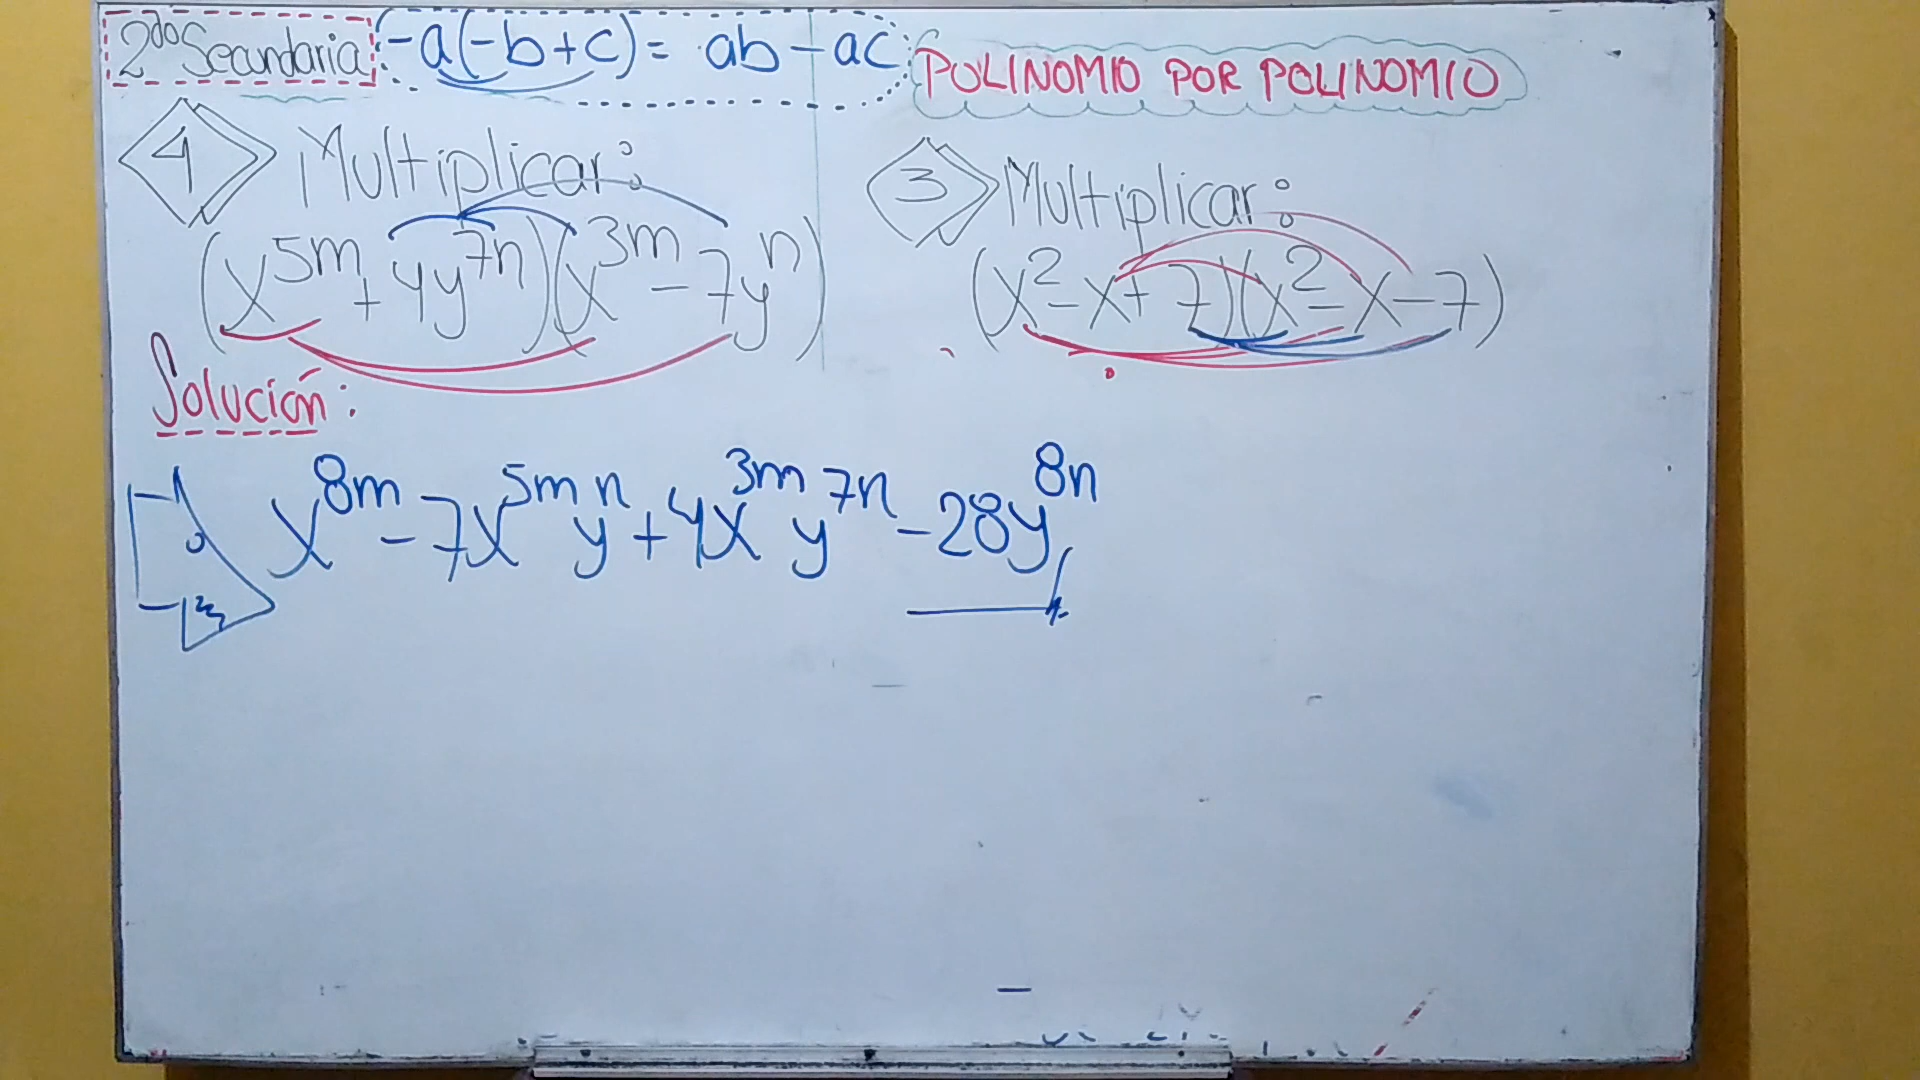 2do Secundaria
-a(-b+c) = ab - ac
POLINOMIO POR POLINOMIO
4 Multiplicar:
(x^5m + 4y^7n)(x^3m - 7y^n)
Solución:
x^8m - 7x^5m y^n + 4x^3m y^7n - 28y^8n
3 Multiplicar:
(x^2 - x + 7)(x^2 - x - 7)